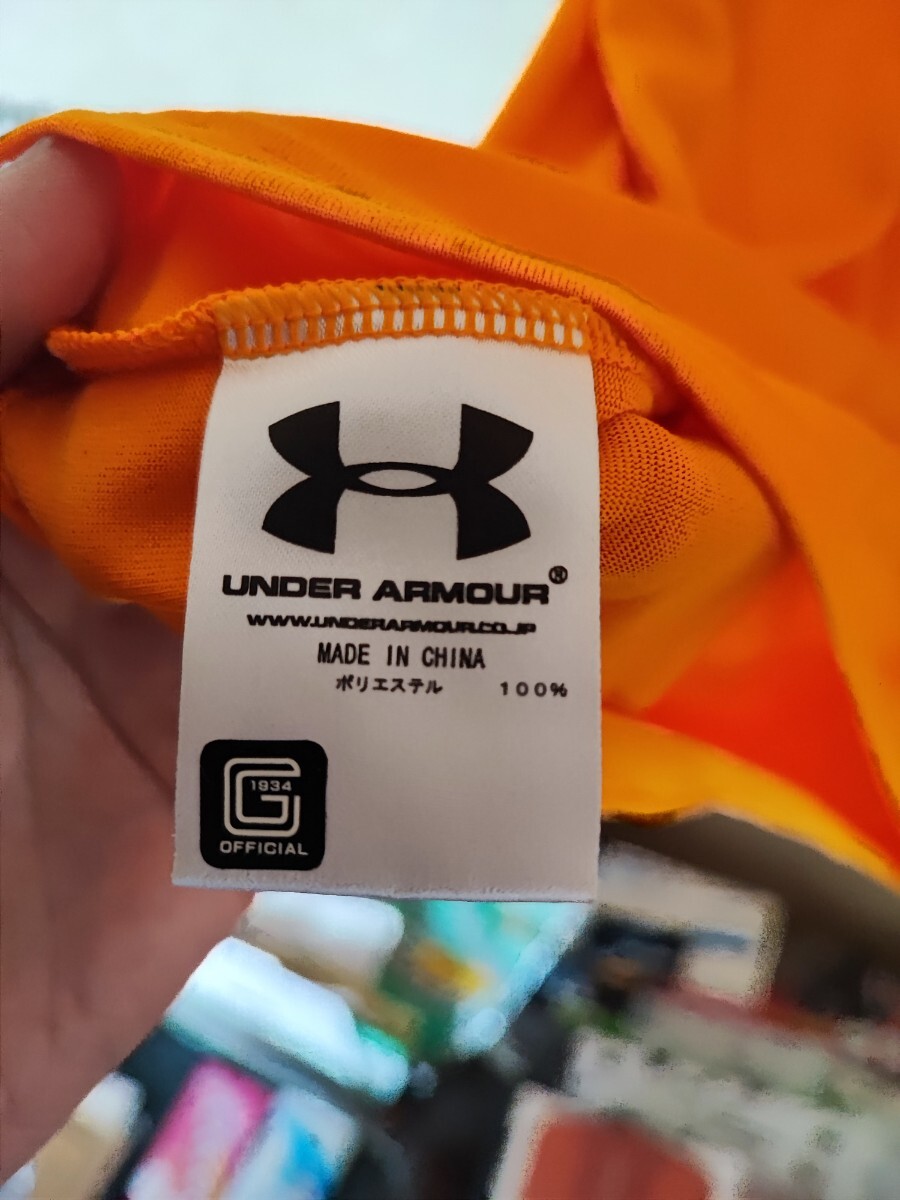 UNDER ARMOUR®
WWW.UNDERARMOUR.CO.JP
MADE IN CHINA
ポリエステル 100%
1934
G
OFFICIAL